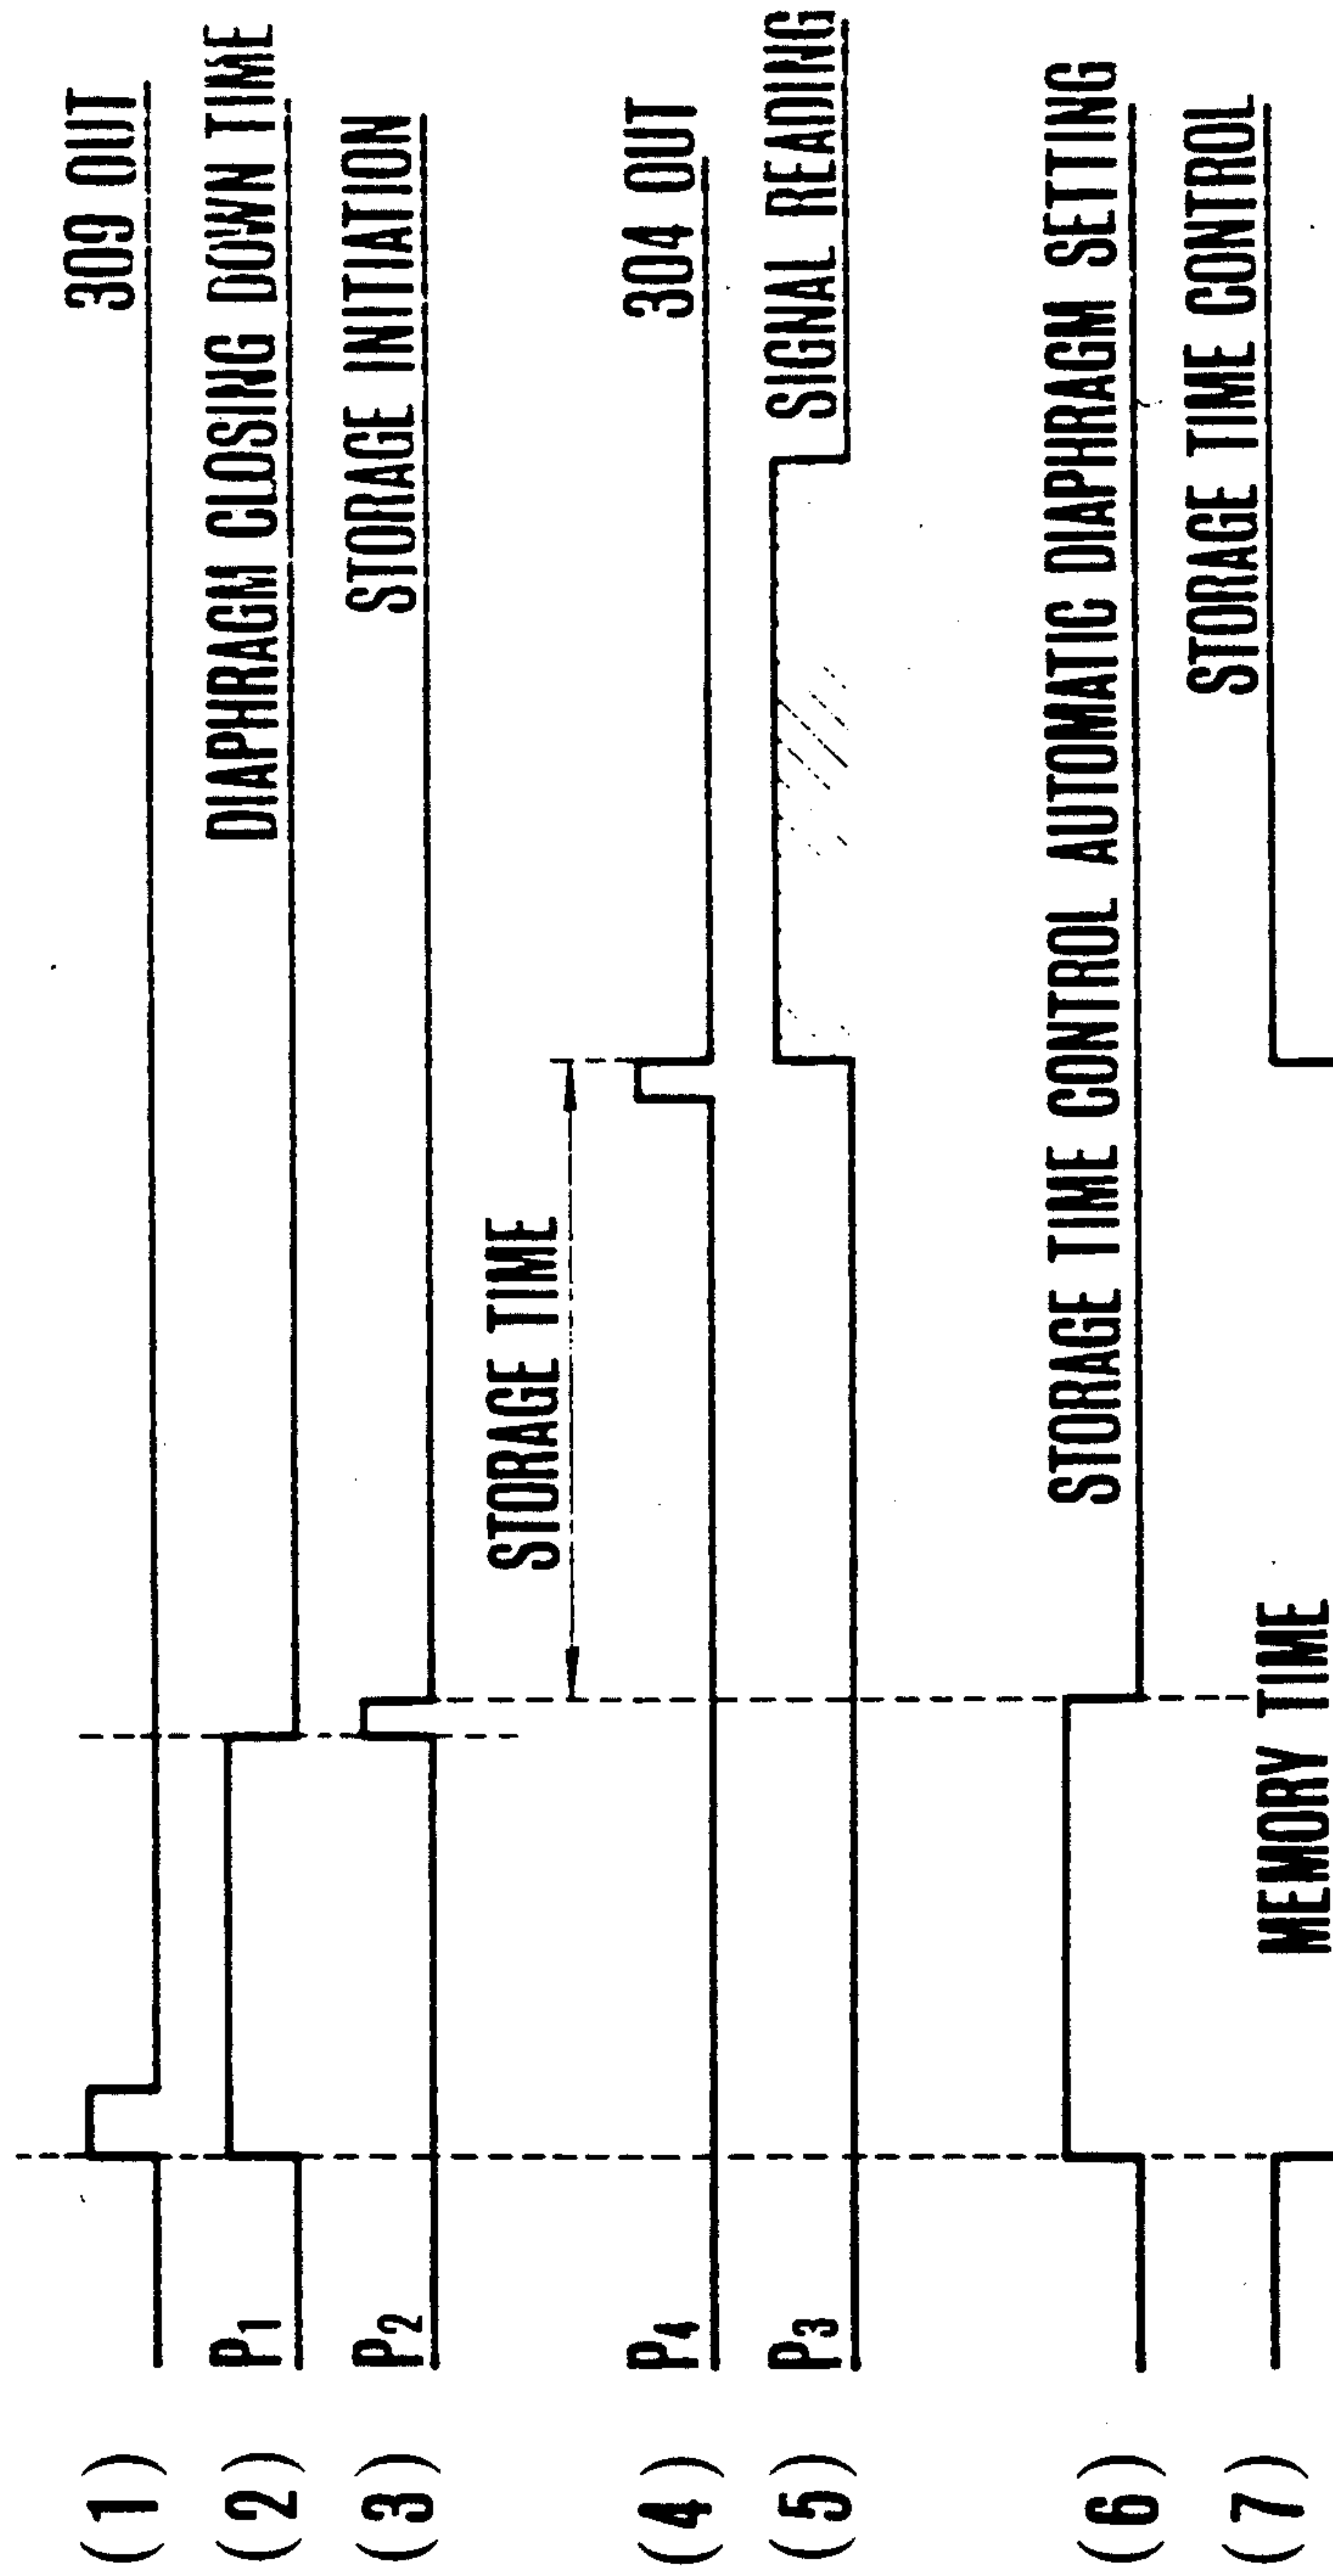 (1) 309 OUT
(2) P1 DIAPHRAGM CLOSING DOWN TIME
(3) P2 STORAGE INITIATION
STORAGE TIME
(4) P4 304 OUT
(5) P3 SIGNAL READING
(6) STORAGE TIME CONTROL AUTOMATIC DIAPHRAGM SETTING
(7) STORAGE TIME CONTROL
MEMORY TIME